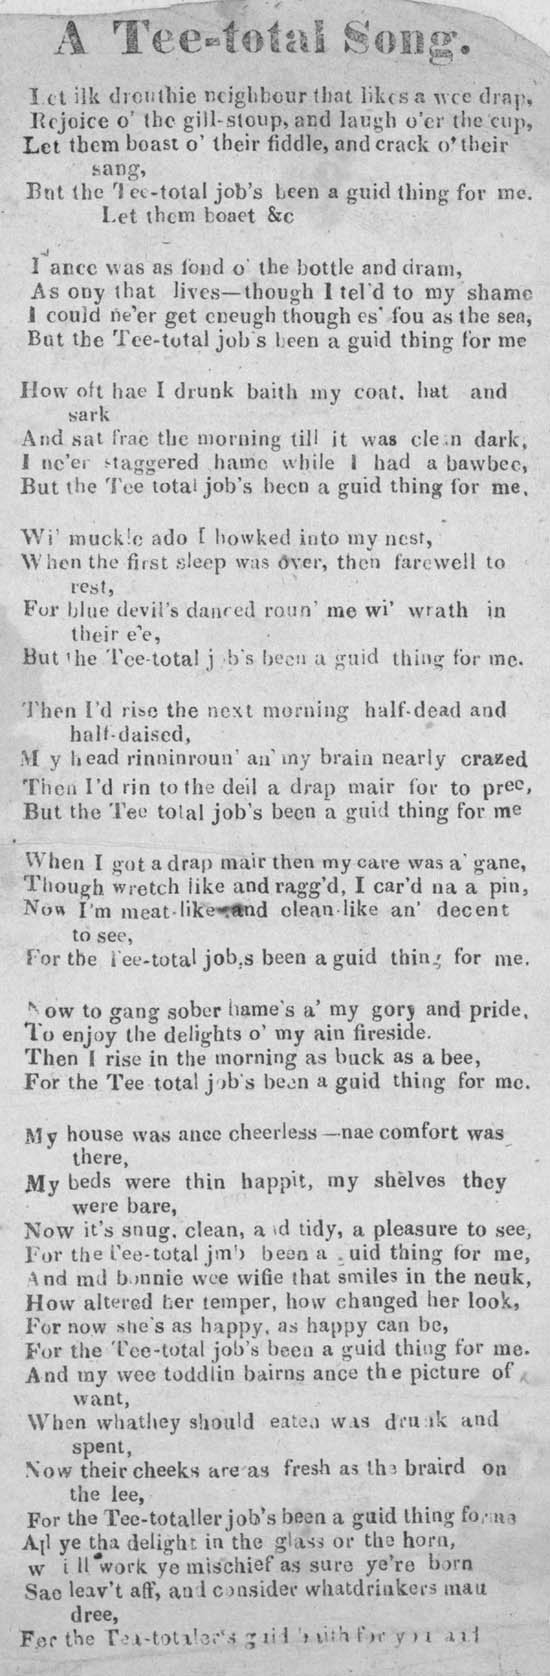 A Tee-total Song.
Let ilk drouthie neighbour that likes a wee drap,
Rejoice o' the gill-stoup, and laugh o'er the cup,
Let them boast o' their fiddle, and crack o' their
sang,
But the Tee-total job's been a guid thing for me.
Let them boaet &c
I ance was as fond o' the bottle and dram,
As ony that lives—though I tel'd to my shame
I could ne'er get eneugh though es' fou as the sea,
But the Tee-total job's been a guid thing for me
How oft hae I drunk baith my coat, hat and
sark
And sat frae the morning till it was clean dark,
I ne'er staggered hame while I had a bawbee,
But the Tee total job's been a guid thing for me,
Wi' muckle ado I howked into my nest,
When the first sleep was over, then farewell to
rest,
For blue devil's danced roun' me wi' wrath in
their e'e,
But the Tee-total job's been a guid thing for me.
Then I'd rise the next morning half-dead and
half-daised,
My head rinninroun' an' my brain nearly crazed
Then I'd rin to the deil a drap mair for to pree,
But the Tee total job's been a guid thing for me
When I got a drap mair then my care was a' gane,
Though wretch like and ragg'd, I car'd na a pin,
Now I'm meat-like and clean-like an' decent
to see,
For the Tee-total job,s been a guid thing for me.
Now to gang sober hame's a' my gory and pride,
To enjoy the delights o' my ain fireside.
Then I rise in the morning as buck as a bee,
For the Tee total job's been a guid thing for me.
My house was ance cheerless—nae comfort was
there,
My beds were thin happit, my shelves they
were bare,
Now it's snug, clean, and tidy, a pleasure to see,
For the Tee-total been a guid thing for me,
And md bonnie wee wifie that smiles in the neuk,
How altered her temper, how changed her look,
For now she's as happy, as happy can be,
For the Tee-total job's been a guid thing for me.
And my wee toddlin bairns ance the picture of
want,
When whathey should eaten was drunk and
spent,
Now their cheeks are as fresh as the braird on
the lee,
For the Tee-totaller job's been a guid thing for me
All ye tha delight in the glass or the horn,
w i ll work ye mischief as sure ye're born
Sae leav't aff, and consider whatdrinkers mau
dree,
For the Tea-totaler's guid baith for you and